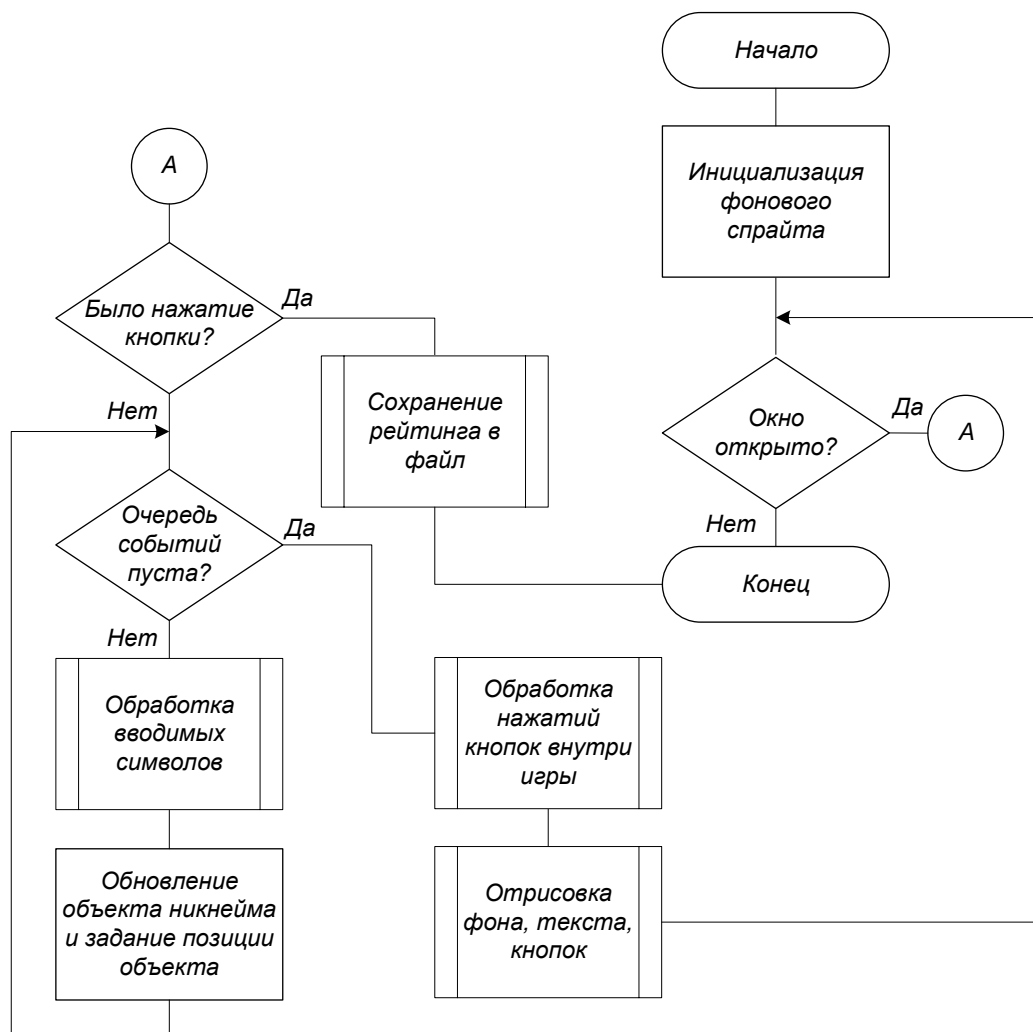 Начало
Инициализация
фонового
спрайта
Окно
открыто?
Да
А
Нет
Конец
А
Было нажатие
кнопки?
Да
Сохранение
рейтинга в
файл
Нет
Очередь
событий
пуста?
Да
Нет
Обработка
вводимых
символов
Обновление
объекта никнейма
и задание позиции
объекта
Обработка
нажатий
кнопок внутри
игры
Отрисовка
фона, текста,
кнопок